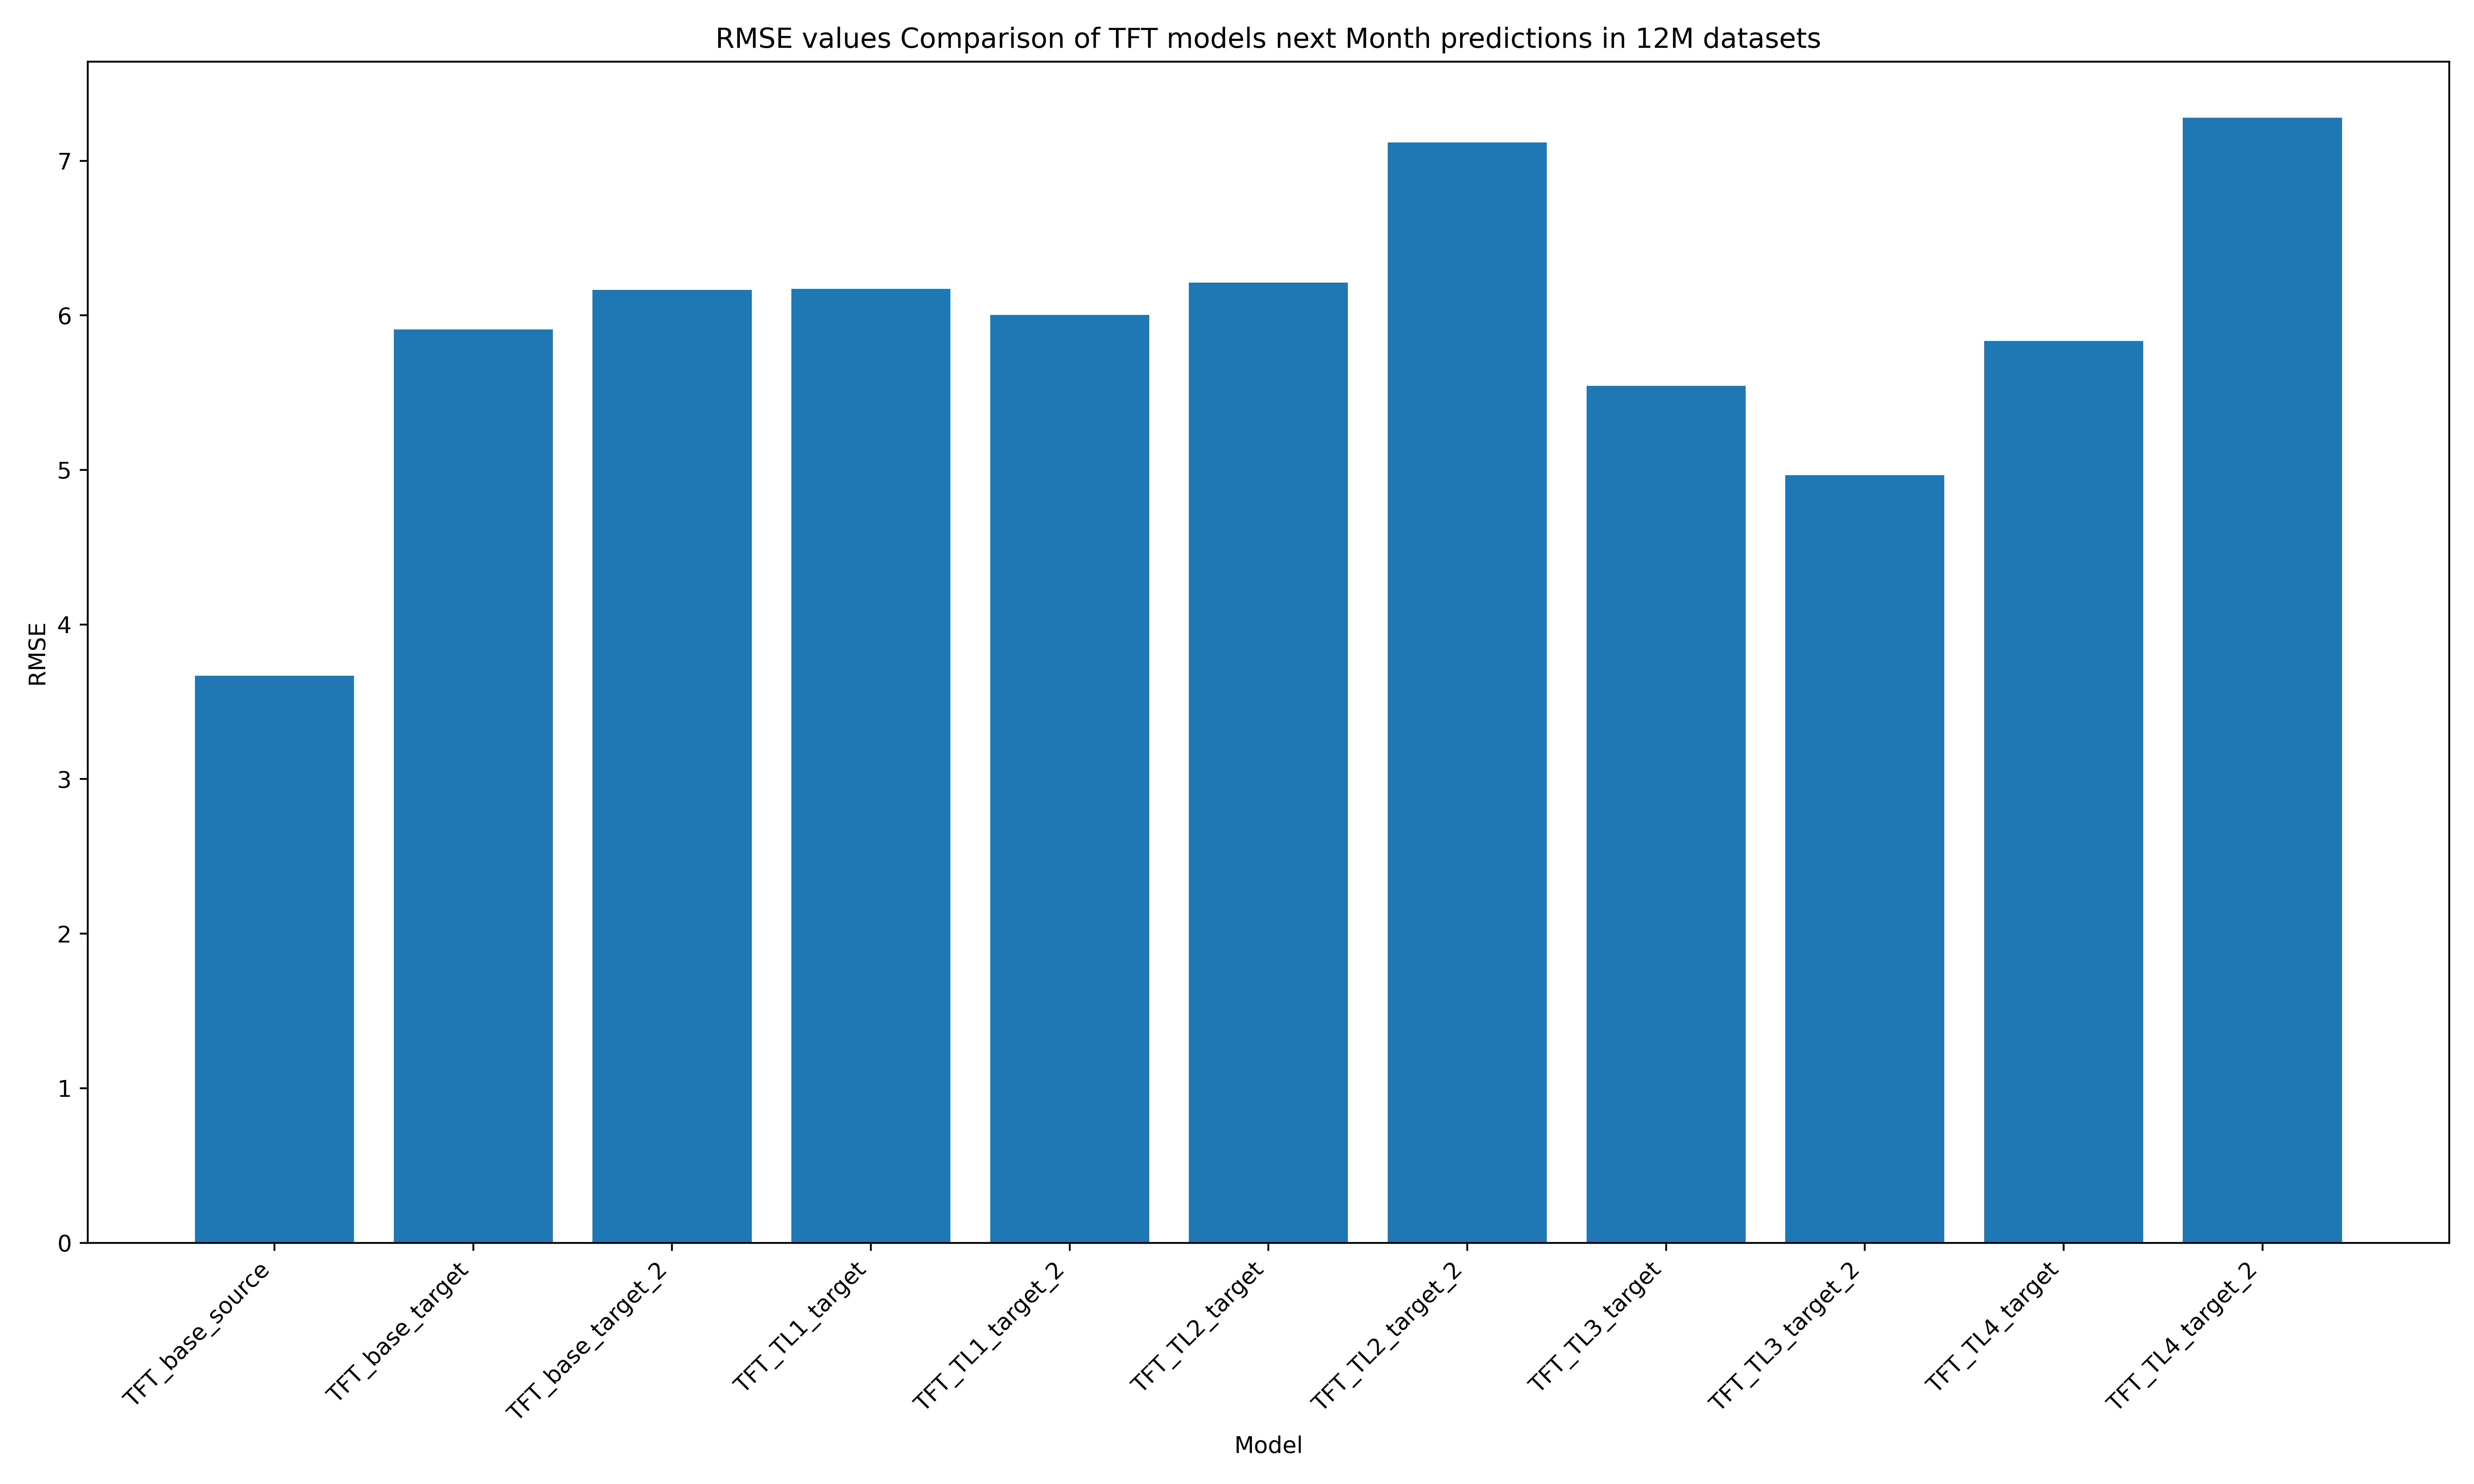 RMSE values Comparison of TFT models next Month predictions in 12M datasets
RMSE
7
6
5
4
3
2
1
0
TFT_base_source
TFT_base_target
TFT_base_target_2
TFT_TL1_target
TFT_TL1_target_2
TFT_TL2_target
TFT_TL2_target_2
TFT_TL3_target
TFT_TL3_target_2
TFT_TL4_target
TFT_TL4_target_2
Model